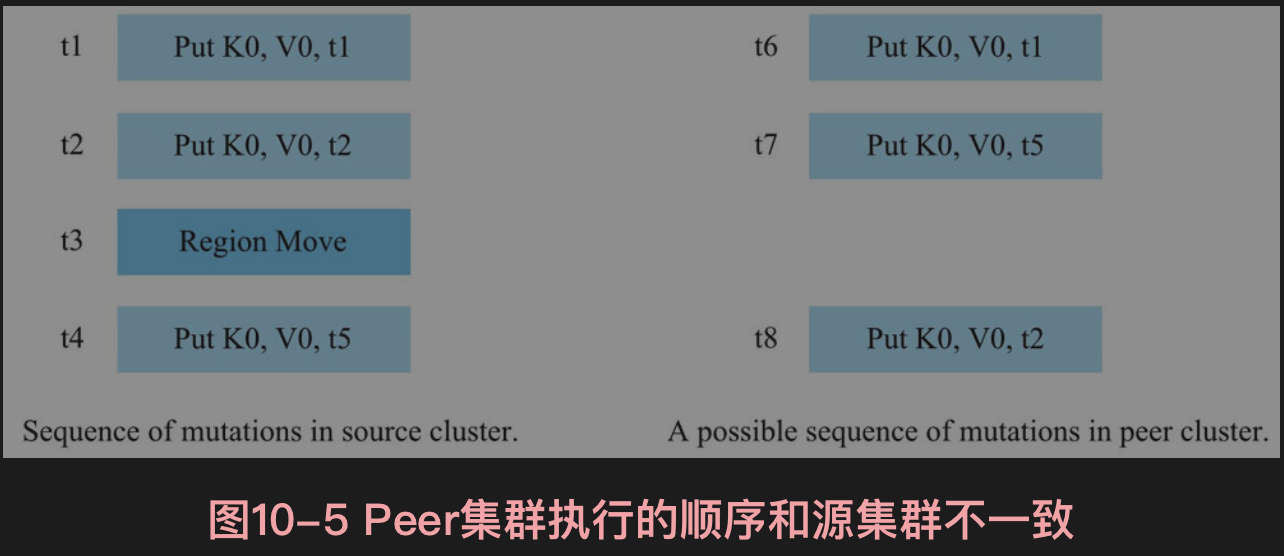 t1 Put K0, V0, t1 t6 Put K0, V0, t1
t2 Put K0, V0, t2 t7 Put K0, V0, t5
t3 Region Move
t4 Put K0, V0, t5 t8 Put K0, V0, t2
Sequence of mutations in source cluster. A possible sequence of mutations in peer cluster.
图10-5 Peer集群执行的顺序和源集群不一致